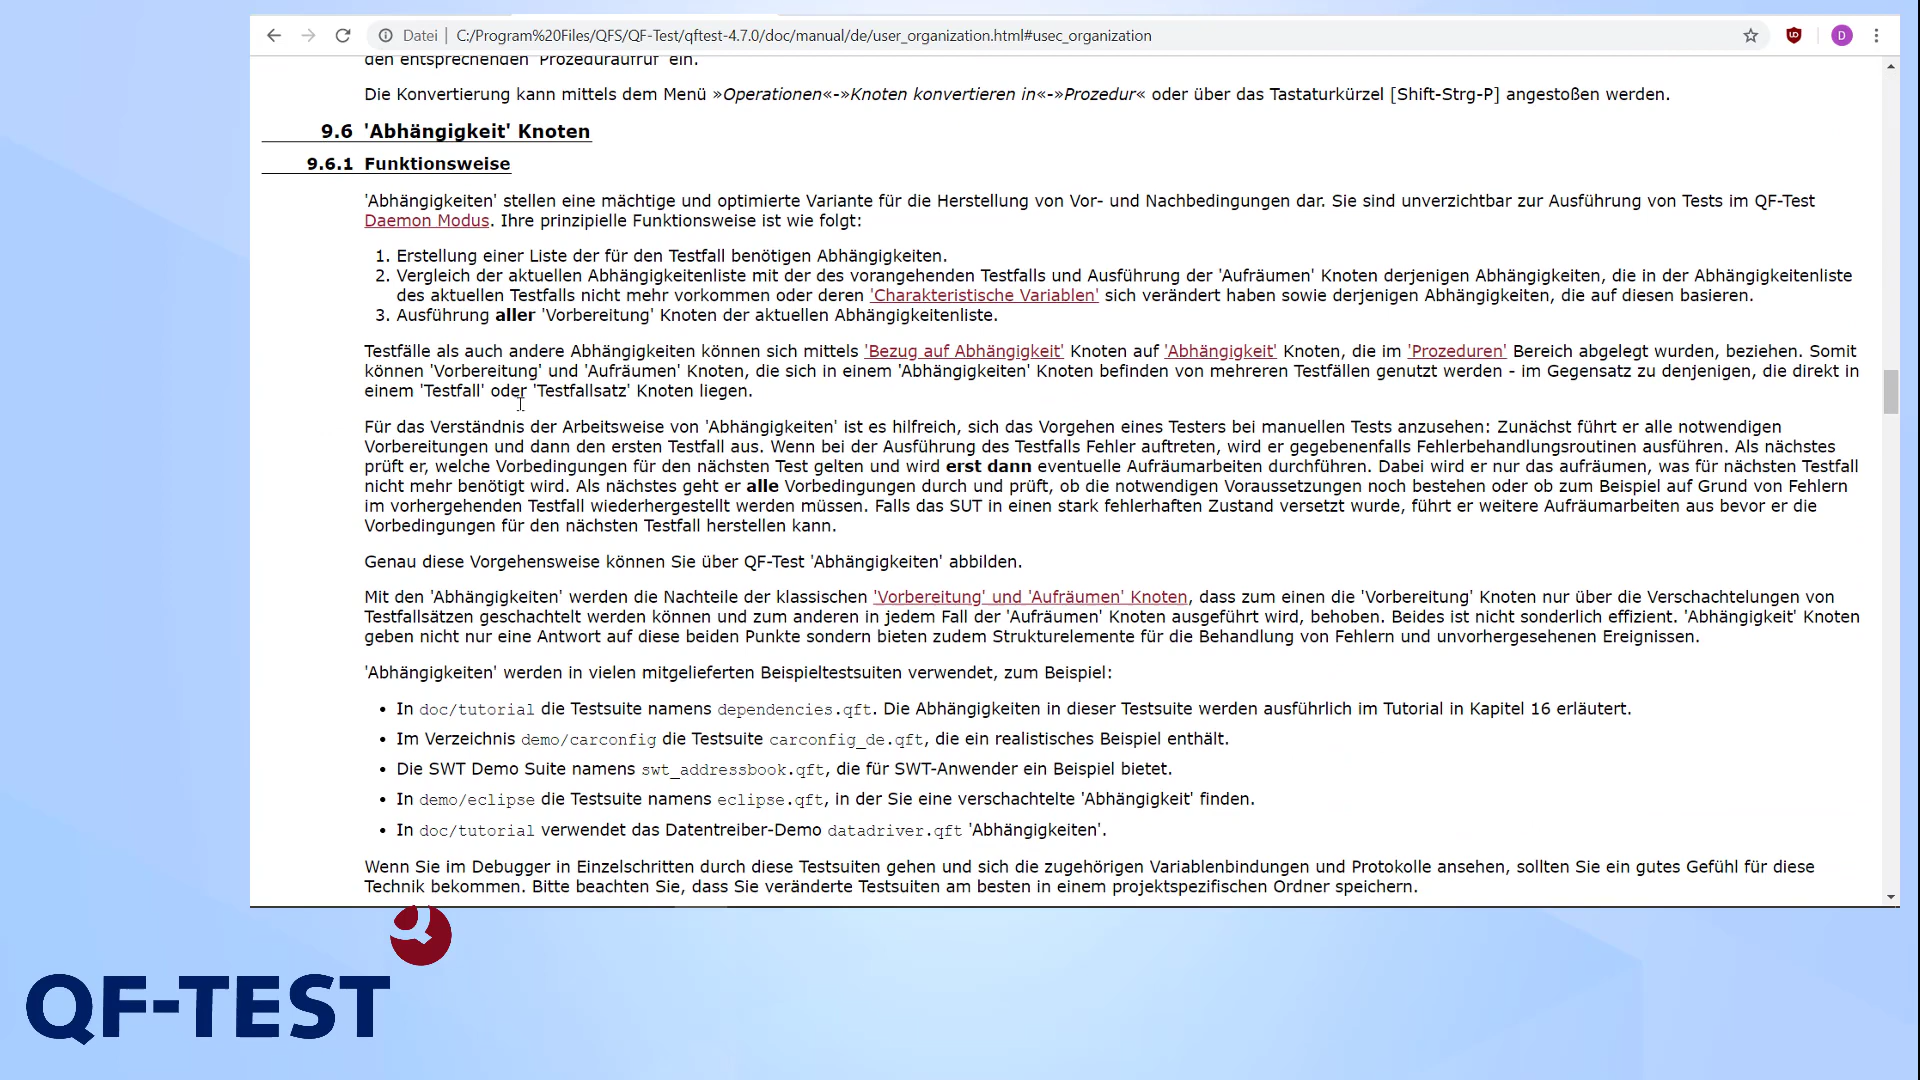 Datei | C:/Program%20Files/QFS/QF-Test/qftest-4.7.0/doc/manual/de/user_organization.html#usec_organization
D
den entsprechenden 'Prozeduraufruf' ein.
Die Konvertierung kann mittels dem Menü »Operationen«-»Knoten konvertieren in«-»Prozedur« oder über das Tastaturkürzel [Shift-Strg-P] angestoßen werden.
9.6 'Abhängigkeit' Knoten
9.6.1 Funktionsweise
'Abhängigkeiten' stellen eine mächtige und optimierte Variante für die Herstellung von Vor- und Nachbedingungen dar. Sie sind unverzichtbar zur Ausführung von Tests im QF-Test
Daemon Modus. Ihre prinzipielle Funktionsweise ist wie folgt:
1. Erstellung einer Liste der für den Testfall benötigen Abhängigkeiten.
2. Vergleich der aktuellen Abhängigkeitenliste mit der des vorangehenden Testfalls und Ausführung der 'Aufräumen' Knoten derjenigen Abhängigkeiten, die in der Abhängigkeitenliste
des aktuellen Testfalls nicht mehr vorkommen oder deren 'Charakteristische Variablen' sich verändert haben sowie derjenigen Abhängigkeiten, die auf diesen basieren.
3. Ausführung aller 'Vorbereitung' Knoten der aktuellen Abhängigkeitenliste.
Testfälle als auch andere Abhängigkeiten können sich mittels 'Bezug auf Abhängigkeit' Knoten auf 'Abhängigkeit' Knoten, die im 'Prozeduren' Bereich abgelegt wurden, beziehen. Somit
können 'Vorbereitung' und 'Aufräumen' Knoten, die sich in einem 'Abhängigkeiten' Knoten befinden von mehreren Testfällen genutzt werden - im Gegensatz zu denjenigen, die direkt in
einem 'Testfall' oder 'Testfallsatz' Knoten liegen.
Für das Verständnis der Arbeitsweise von 'Abhängigkeiten' ist es hilfreich, sich das Vorgehen eines Testers bei manuellen Tests anzusehen: Zunächst führt er alle notwendigen
Vorbereitungen und dann den ersten Testfall aus. Wenn bei der Ausführung des Testfalls Fehler auftreten, wird er gegebenenfalls Fehlerbehandlungsroutinen ausführen. Als nächstes
prüft er, welche Vorbedingungen für den nächsten Test gelten und wird erst dann eventuelle Aufräumarbeiten durchführen. Dabei wird er nur das aufräumen, was für nächsten Testfall
nicht mehr benötigt wird. Als nächstes geht er alle Vorbedingungen durch und prüft, ob die notwendigen Voraussetzungen noch bestehen oder ob zum Beispiel auf Grund von Fehlern
im vorhergehenden Testfall wiederhergestellt werden müssen. Falls das SUT in einen stark fehlerhaften Zustand versetzt wurde, führt er weitere Aufräumarbeiten aus bevor er die
Vorbedingungen für den nächsten Testfall herstellen kann.
Genau diese Vorgehensweise können Sie über QF-Test 'Abhängigkeiten' abbilden.
Mit den 'Abhängigkeiten' werden die Nachteile der klassischen 'Vorbereitung' und 'Aufräumen' Knoten, dass zum einen die 'Vorbereitung' Knoten nur über die Verschachtelungen von
Testfallsätzen geschachtelt werden können und zum anderen in jedem Fall der 'Aufräumen' Knoten ausgeführt wird, behoben. Beides ist nicht sonderlich effizient. 'Abhängigkeit' Knoten
geben nicht nur eine Antwort auf diese beiden Punkte sondern bieten zudem Strukturelemente für die Behandlung von Fehlern und unvorhergesehenen Ereignissen.
'Abhängigkeiten' werden in vielen mitgelieferten Beispieltestsuiten verwendet, zum Beispiel:
• In doc/tutorial die Testsuite namens dependencies.qft. Die Abhängigkeiten in dieser Testsuite werden ausführlich im Tutorial in Kapitel 16 erläutert.
• Im Verzeichnis demo/carconfig die Testsuite carconfig_de.qft, die ein realistisches Beispiel enthält.
• Die SWT Demo Suite namens swt_addressbook.qft, die für SWT-Anwender ein Beispiel bietet.
• In demo/eclipse die Testsuite namens eclipse.qft, in der Sie eine verschachtelte 'Abhängigkeit' finden.
• In doc/tutorial verwendet das Datentreiber-Demo datadriver.qft 'Abhängigkeiten'.
Wenn Sie im Debugger in Einzelschritten durch diese Testsuiten gehen und sich die zugehörigen Variablenbindungen und Protokolle ansehen, sollten Sie ein gutes Gefühl für diese
Technik bekommen. Bitte beachten Sie, dass Sie veränderte Testsuiten am besten in einem projektspezifischen Ordner speichern.
QF-TEST